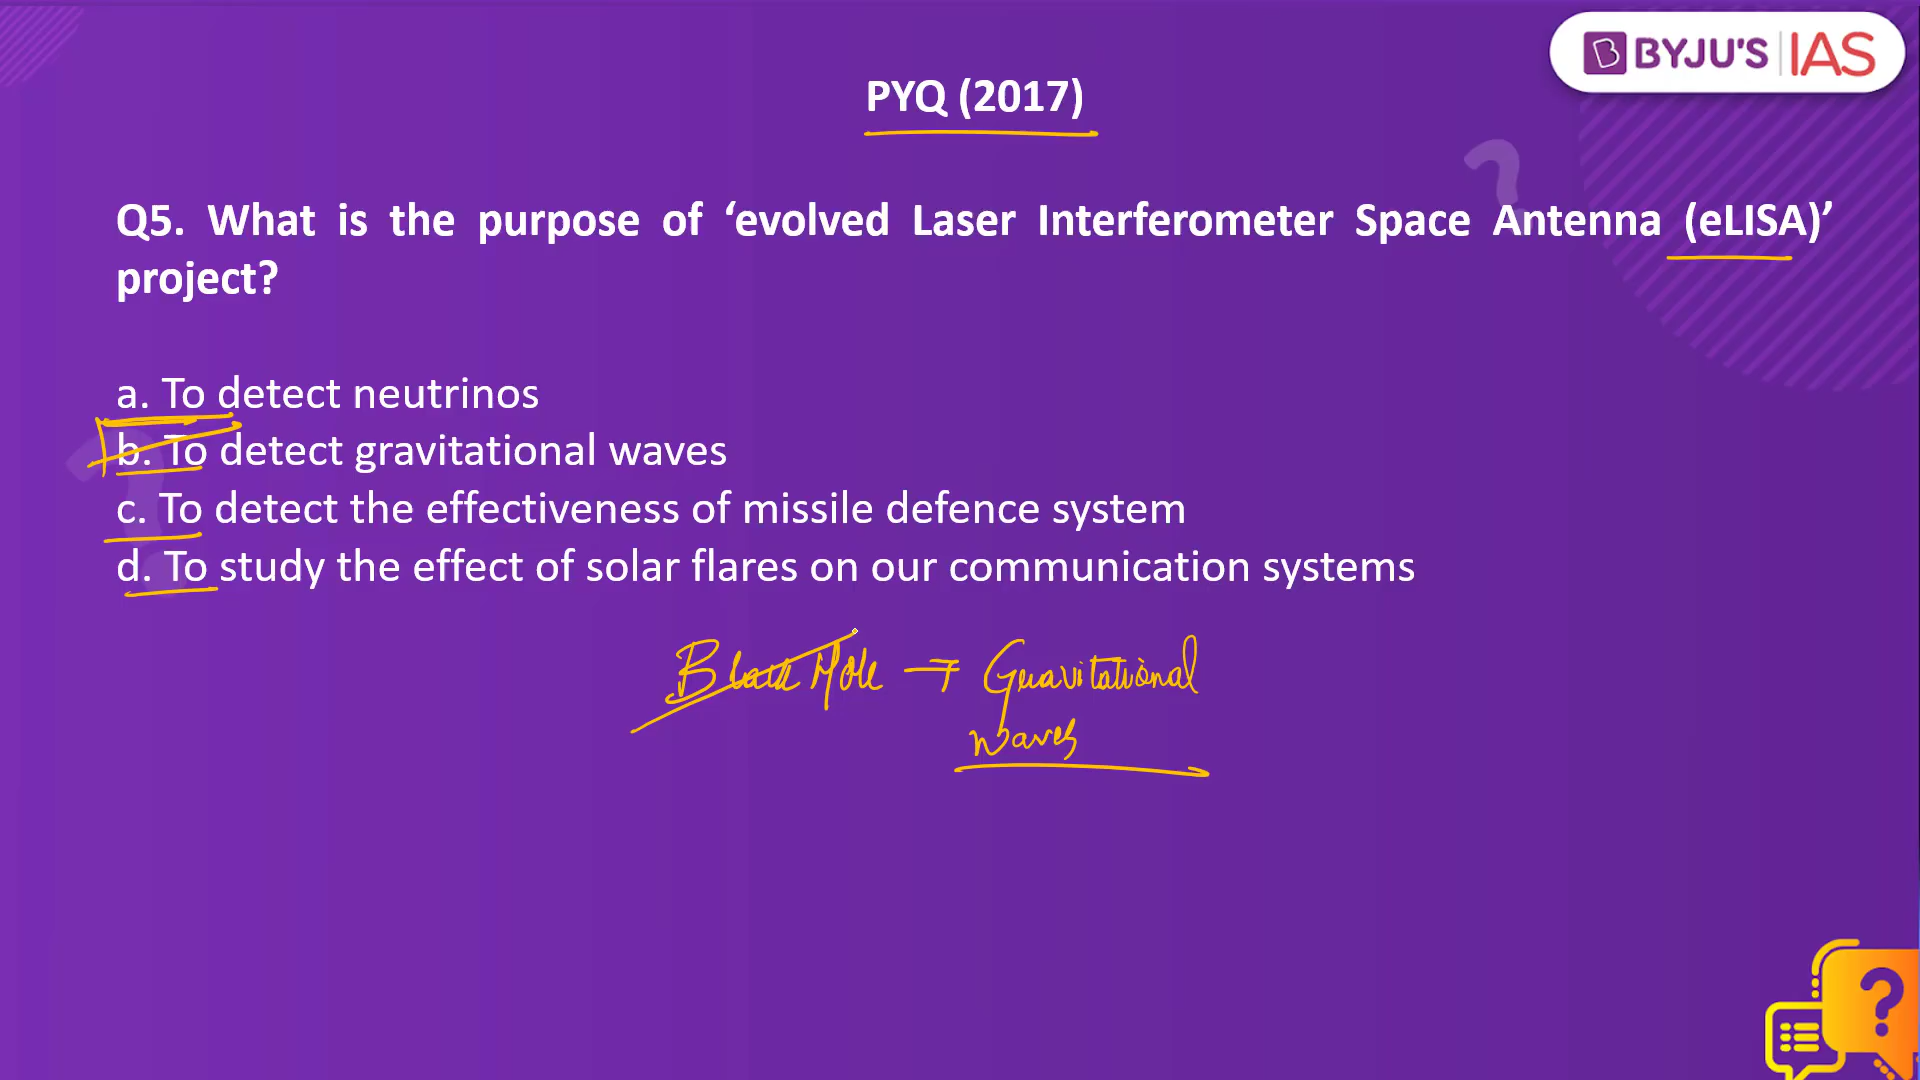 BYJU'S IAS
PYQ (2017)
Q5. What is the purpose of ‘evolved Laser Interferometer Space Antenna (eLISA)’
project?
a. To detect neutrinos
b. To detect gravitational waves
c. To detect the effectiveness of missile defence system
d. To study the effect of solar flares on our communication systems
Black Hole → Gravitational
waves